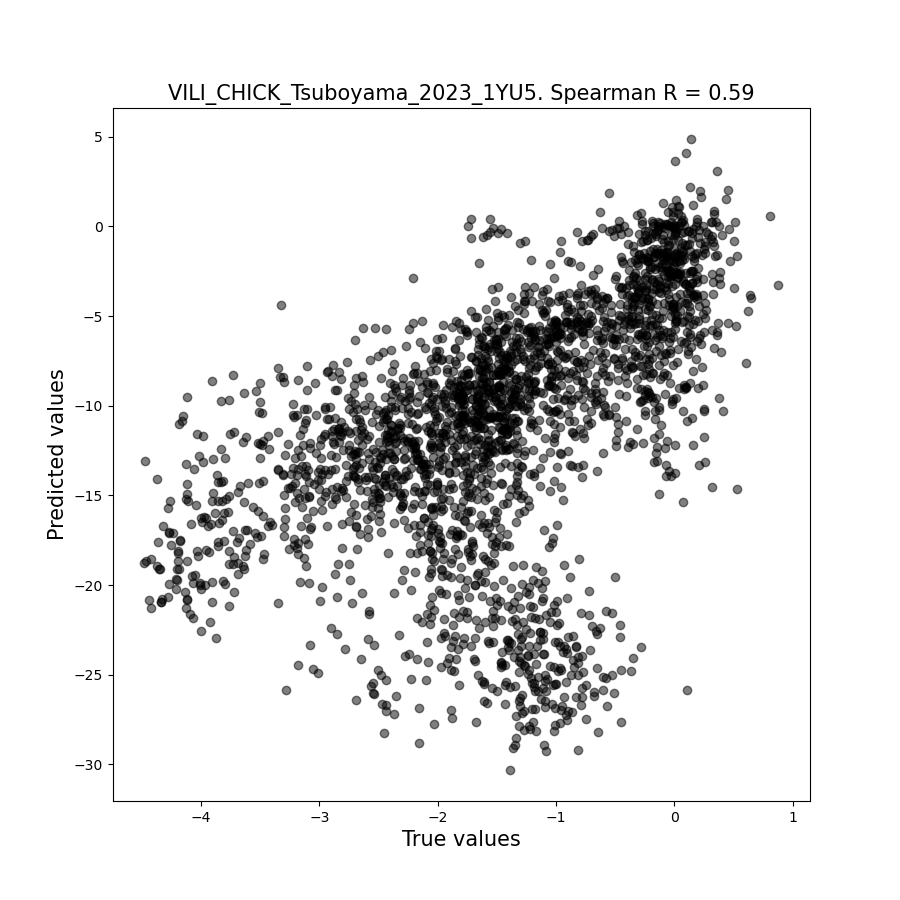 VILI_CHICK_Tsuboyama_2023_1YU5. Spearman R = 0.59
5
0
−5
−10
−15
−20
−25
−30
Predicted values
−4 −3 −2 −1 0 1
True values